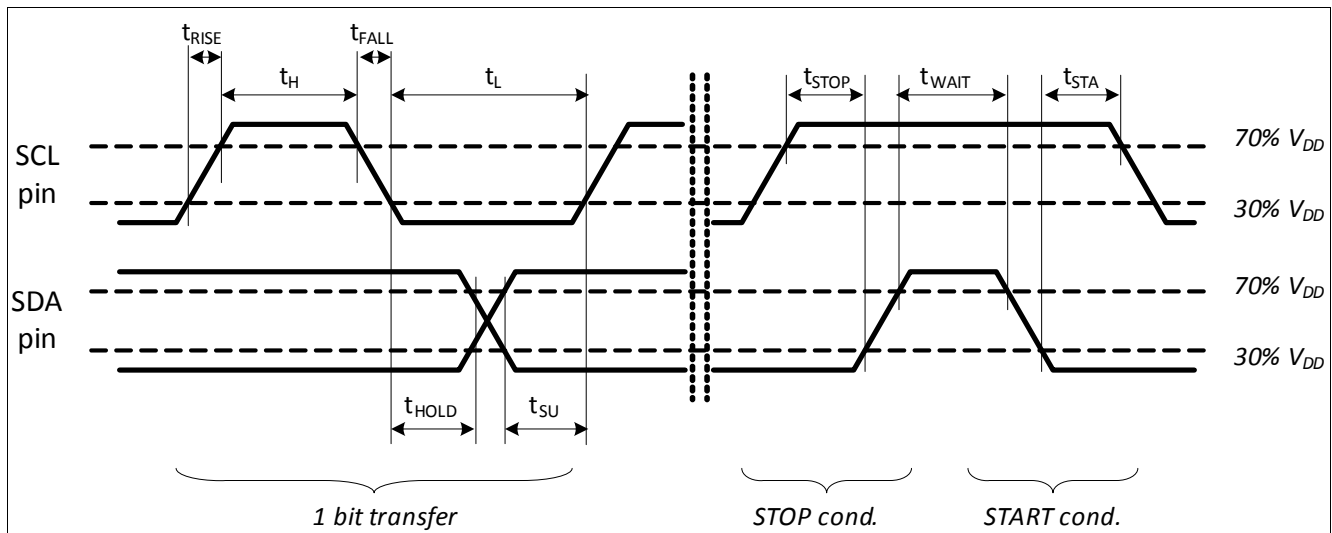 tRISE
tFALL
tH
tL
tSTOP
tWAIT
tSTA
SCL
pin
70% VDD
30% VDD
SDA
pin
70% VDD
30% VDD
tHOLD
tSU
1 bit transfer
STOP cond.
START cond.